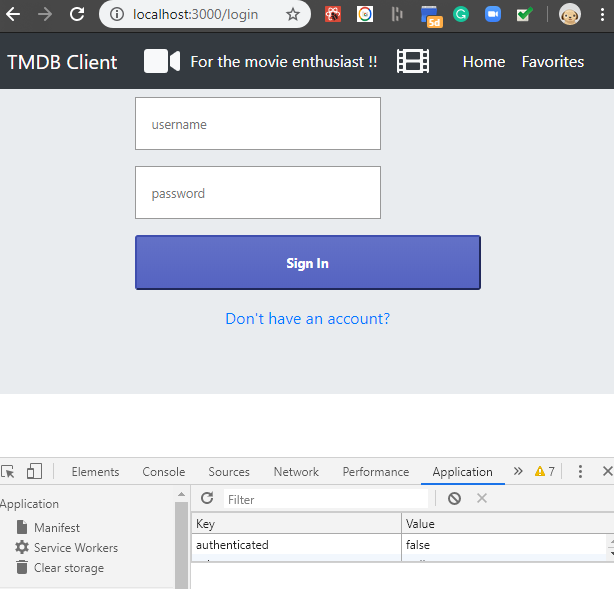 localhost:3000/login
5d
TMDB Client For the movie enthusiast !! Home Favorites
username
password
Sign In
Don't have an account?
Elements Console Sources Network Performance Application » 7
Application
Filter
Manifest
Service Workers
Clear storage
Key Value
authenticated false